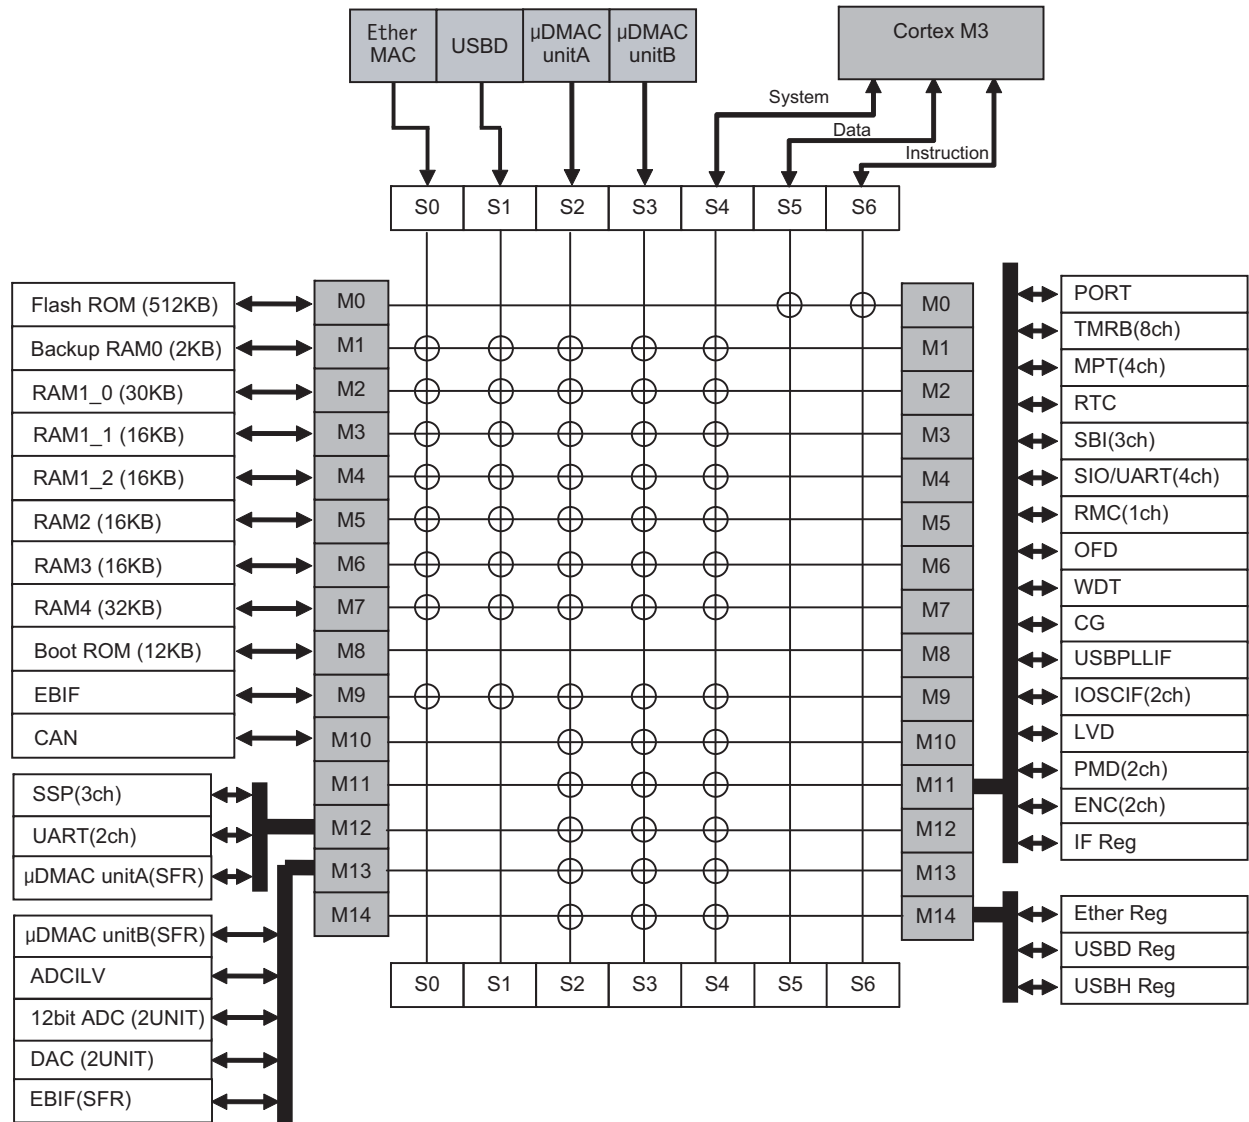 Ether
MAC
USBD
µDMAC
unitA
µDMAC
unitB
Cortex M3
System
Data
Instruction
S0
S1
S2
S3
S4
S5
S6
Flash ROM (512KB)
Backup RAM0 (2KB)
RAM1_0 (30KB)
RAM1_1 (16KB)
RAM1_2 (16KB)
RAM2 (16KB)
RAM3 (16KB)
RAM4 (32KB)
Boot ROM (12KB)
EBIF
CAN
SSP(3ch)
UART(2ch)
µDMAC unitA(SFR)
µDMAC unitB(SFR)
ADCILV
12bit ADC (2UNIT)
DAC (2UNIT)
EBIF(SFR)
M0
M1
M2
M3
M4
M5
M6
M7
M8
M9
M10
M11
M12
M13
M14
M0
M1
M2
M3
M4
M5
M6
M7
M8
M9
M10
M11
M12
M13
M14
S0
S1
S2
S3
S4
S5
S6
PORT
TMRB(8ch)
MPT(4ch)
RTC
SBI(3ch)
SIO/UART(4ch)
RMC(1ch)
OFD
WDT
CG
USBPLLIF
IOSCIF(2ch)
LVD
PMD(2ch)
ENC(2ch)
IF Reg
Ether Reg
USBD Reg
USBH Reg